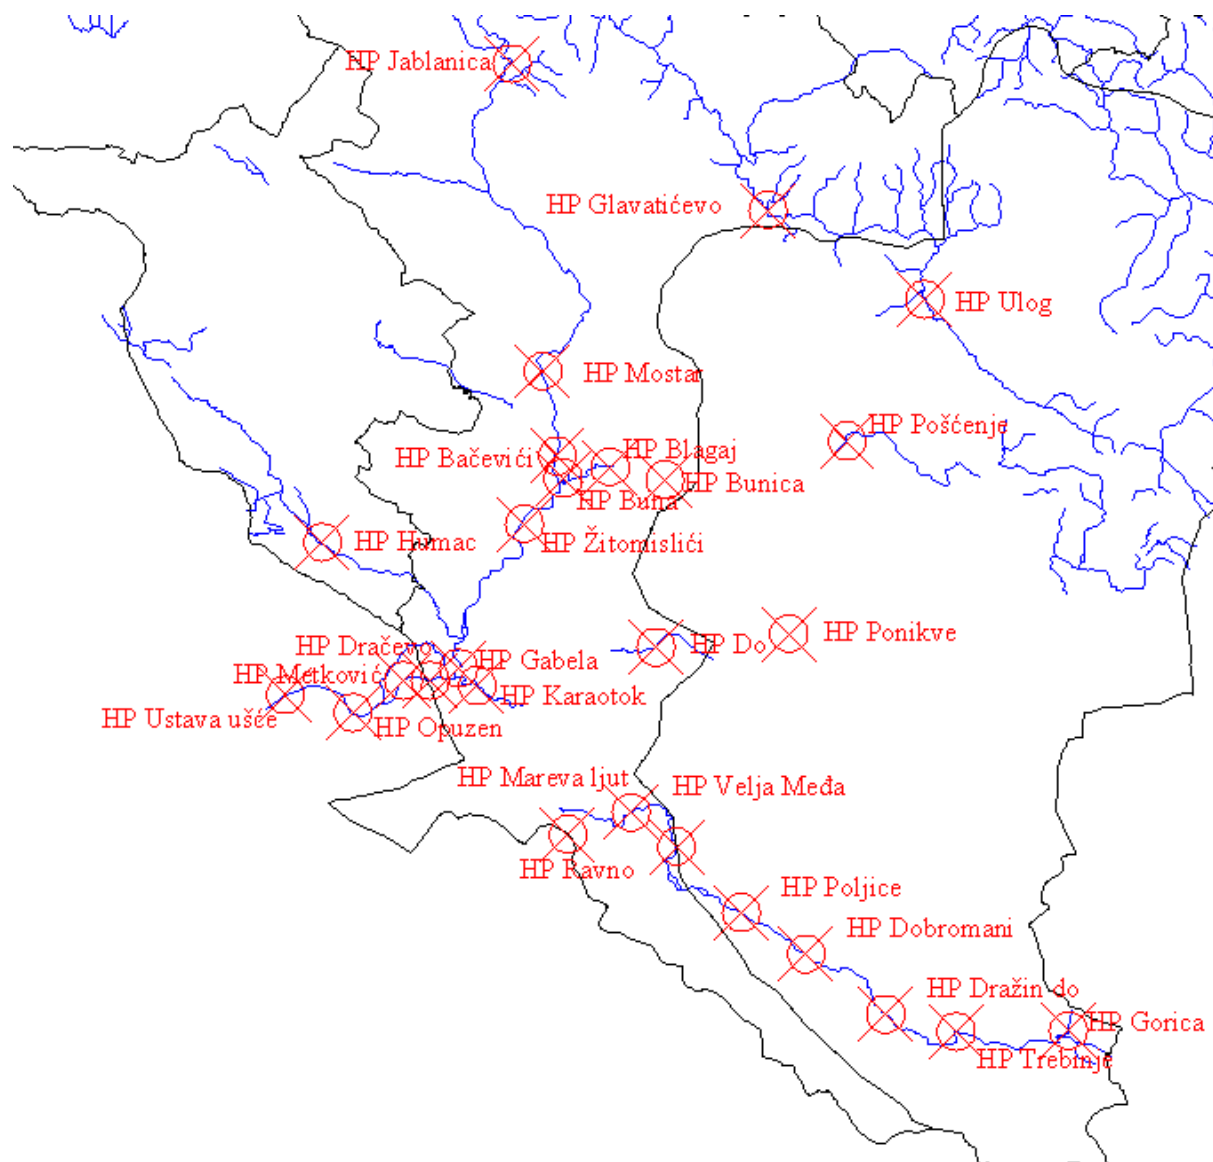 HP Jablanica
HP Glavatićevo
HP Ulog
HP Mostar
HP Pošćenje
HP Blagaj
HP Bačevići
HP Bunica
HP Buna
HP Humac
HP Žitomislići
HP Ponikve
HP Dračevo
HP Do
HP Gabela
HP Metković
HP Karaotok
HP Ustava ušće
HP Opuzen
HP Mareva ljut
HP Velja Međa
HP Ravno
HP Poljice
HP Dobromani
HP Dražin do
HP Gorica
HP Trebinje